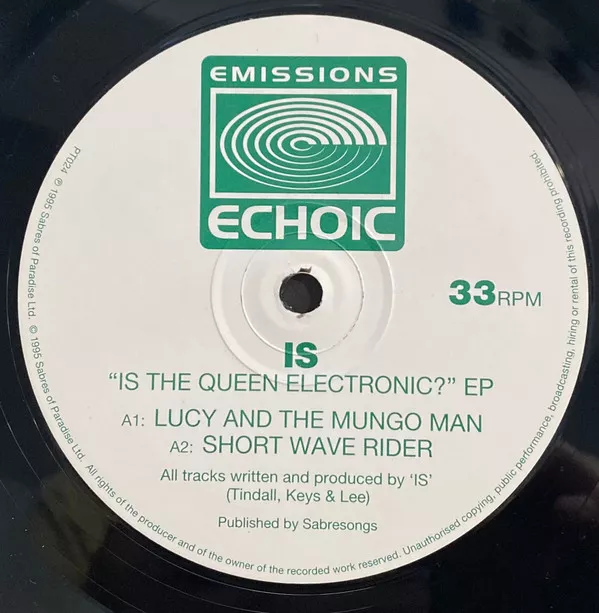 EMISSIONS
ECHOIC
33RPM
IS
“IS THE QUEEN ELECTRONIC?” EP
A1: LUCY AND THE MUNGO MAN
A2: SHORT WAVE RIDER
All tracks written and produced by ‘IS’
(Tindall, Keys & Lee)
Published by Sabresongs
PT024 ℗ 1995 Sabres of Paradise Ltd. © 1995 Sabres of Paradise Ltd. All rights of the producer and of the owner of the recorded work reserved. Unauthorised copying, public performance, broadcasting, hiring or rental of this recording prohibited.